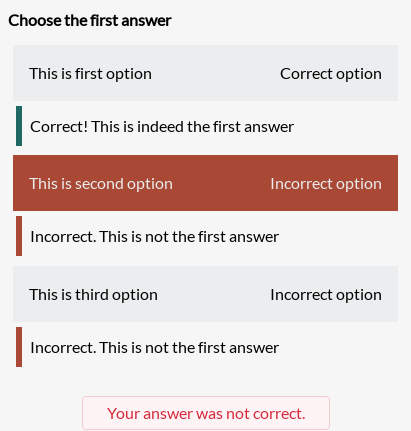 Choose the first answer
This is first option Correct option
Correct! This is indeed the first answer
This is second option Incorrect option
Incorrect. This is not the first answer
This is third option Incorrect option
Incorrect. This is not the first answer
Your answer was not correct.